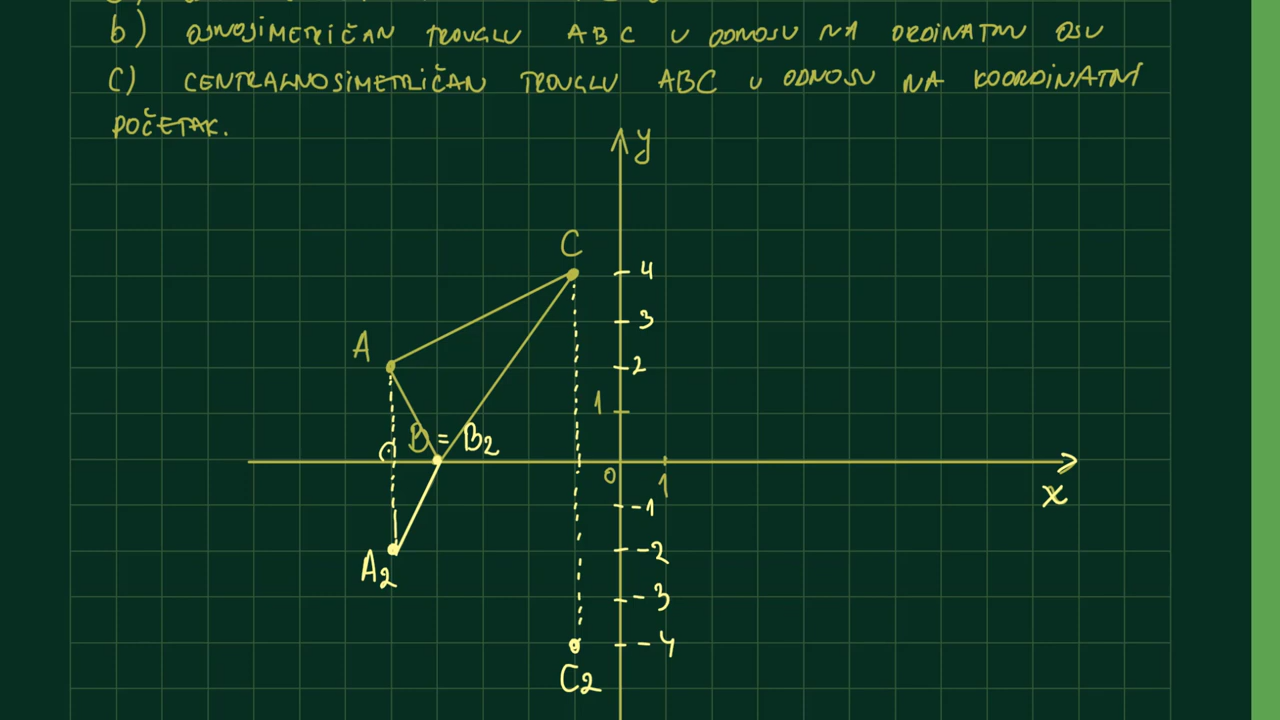 b) OSNOSIMETRIČAN TROUGLU ABC U ODNOSU NA ORDINATNU OSU
C) CENTRALNOSIMETRIČAN TROUGLU ABC U ODNOSU NA KOORDINATNI
POČETAK.
y
C
4
3
A
2
1
B = B2
0
1
x
-1
-2
A2
-3
-4
C2